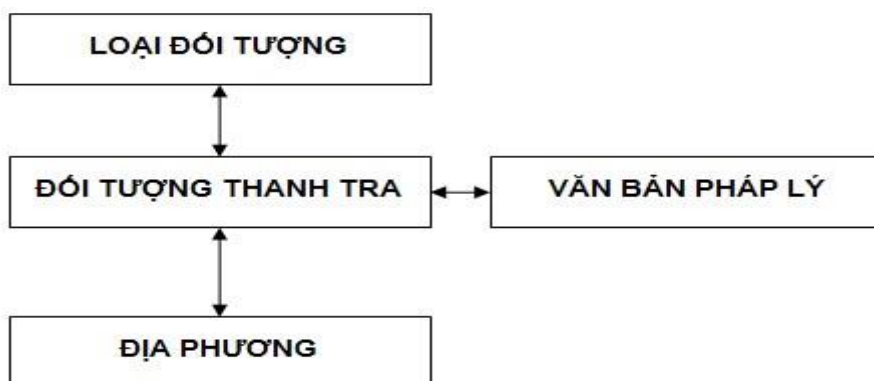 LOẠI ĐỐI TƯỢNG
ĐỐI TƯỢNG THANH TRA
VĂN BẢN PHÁP LÝ
ĐỊA PHƯƠNG